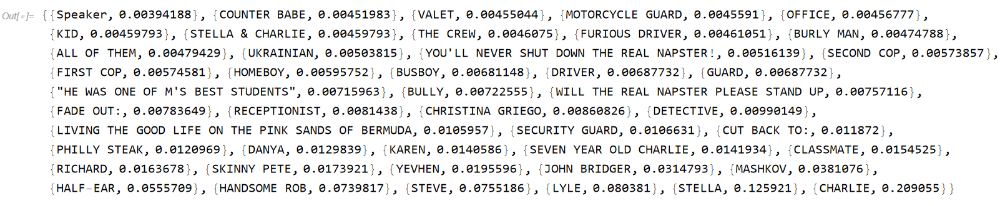 Out[●]= {{Speaker, 0.00394188}, {COUNTER BABE, 0.00451983}, {VALET, 0.00455044}, {MOTORCYCLE GUARD, 0.0045591}, {OFFICE, 0.00456777},
{KID, 0.00459793}, {STELLA & CHARLIE, 0.00459793}, {THE CREW, 0.0046075}, {FURIOUS DRIVER, 0.00461051}, {BURLY MAN, 0.00474788},
{ALL OF THEM, 0.00479429}, {UKRAINIAN, 0.00503815}, {YOU'LL NEVER SHUT DOWN THE REAL NAPSTER!, 0.00516139}, {SECOND COP, 0.00573857},
{FIRST COP, 0.00574581}, {HOMEBOY, 0.00595752}, {BUSBOY, 0.00681148}, {DRIVER, 0.00687732}, {GUARD, 0.00687732},
{"HE WAS ONE OF M'S BEST STUDENTS", 0.00715963}, {BULLY, 0.00722555}, {WILL THE REAL NAPSTER PLEASE STAND UP, 0.00757116},
{FADE OUT:, 0.00783649}, {RECEPTIONIST, 0.0081438}, {CHRISTINA GRIEGO, 0.00860826}, {DETECTIVE, 0.00990149},
{LIVING THE GOOD LIFE ON THE PINK SANDS OF BERMUDA, 0.0105957}, {SECURITY GUARD, 0.0106631}, {CUT BACK TO:, 0.011872},
{PHILLY STEAK, 0.0120969}, {DANYA, 0.0129839}, {KAREN, 0.0140586}, {SEVEN YEAR OLD CHARLIE, 0.0141934}, {CLASSMATE, 0.0154525},
{RICHARD, 0.0163678}, {SKINNY PETE, 0.0173921}, {YEVHEN, 0.0195596}, {JOHN BRIDGER, 0.0314793}, {MASHKOV, 0.0381076},
{HALF-EAR, 0.0555709}, {HANDSOME ROB, 0.0739817}, {STEVE, 0.0755186}, {LYLE, 0.080381}, {STELLA, 0.125921}, {CHARLIE, 0.209055}}